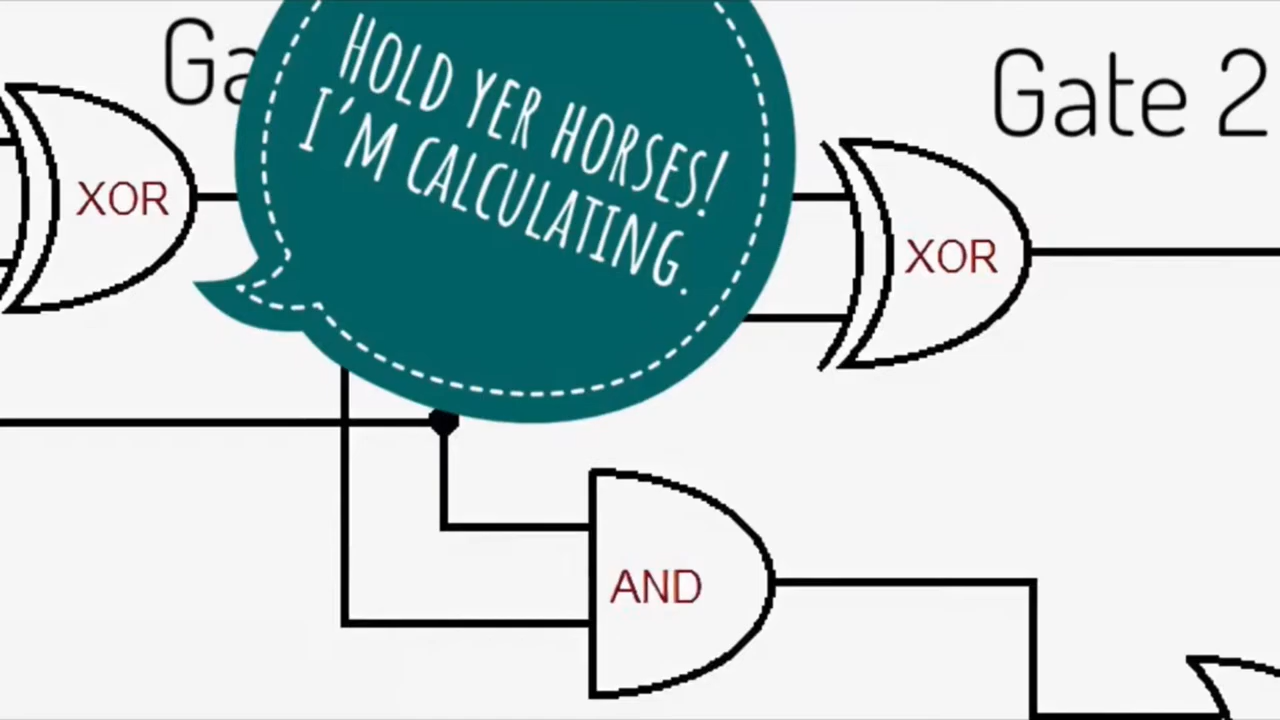 HOLD YER HORSES!
I'M CALCULATING.
Gate 2
XOR
XOR
AND